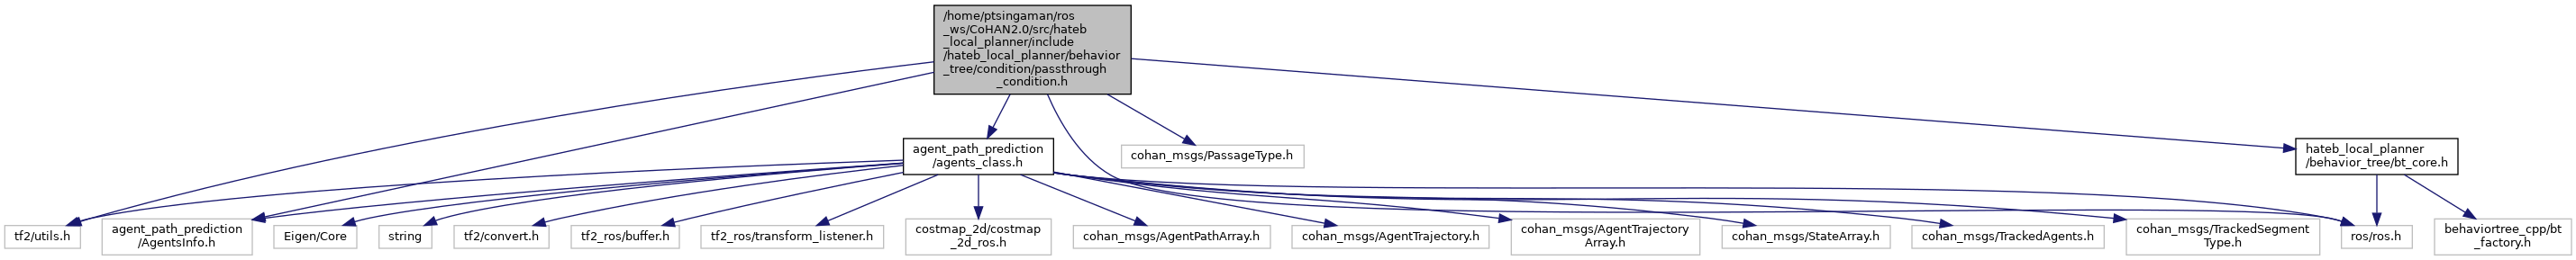 /home/ptsingaman/ros
_ws/CoHAN2.0/src/hateb
_local_planner/include
/hateb_local_planner/behavior
_tree/condition/passthrough
_condition.h
agent_path_prediction
/agents_class.h
cohan_msgs/PassageType.h
hateb_local_planner
/behavior_tree/bt_core.h
tf2/utils.h
agent_path_prediction
/AgentsInfo.h
Eigen/Core
string
tf2/convert.h
tf2_ros/buffer.h
tf2_ros/transform_listener.h
costmap_2d/costmap
_2d_ros.h
cohan_msgs/AgentPathArray.h
cohan_msgs/AgentTrajectory.h
cohan_msgs/AgentTrajectory
Array.h
cohan_msgs/StateArray.h
cohan_msgs/TrackedAgents.h
cohan_msgs/TrackedSegment
Type.h
ros/ros.h
behaviortree_cpp/bt
_factory.h